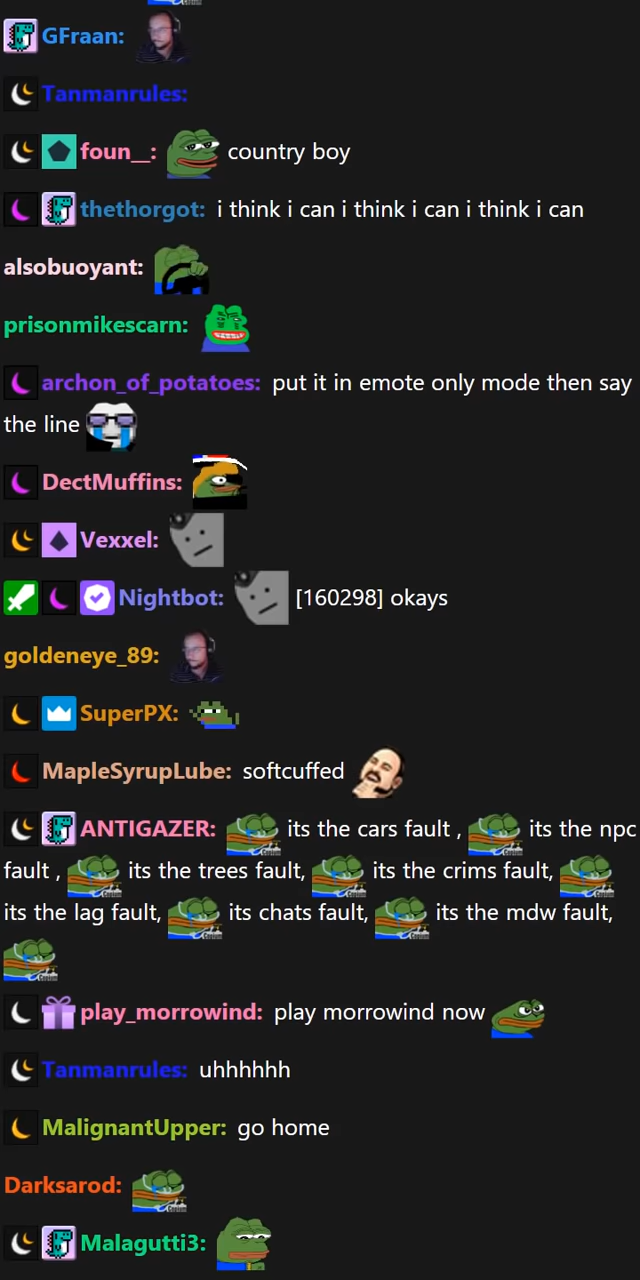 GFraan:
Tanmanrules:
foun__: country boy
thethorgot: i think i can i think i can i think i can
alsobuoyant:
prisonmikescarn:
archon_of_potatoes: put it in emote only mode then say
the line
DectMuffins:
Vexxel:
Nightbot: [160298] okays
goldeneye_89:
SuperPX:
MapleSyrupLube: softcuffed
ANTIGAZER: its the cars fault , its the npc
fault , its the trees fault, its the crims fault,
its the lag fault, its chats fault, its the mdw fault,
play_morrowind: play morrowind now
Tanmanrules: uhhhhhh
MalignantUpper: go home
Darksarod:
Malagutti3: